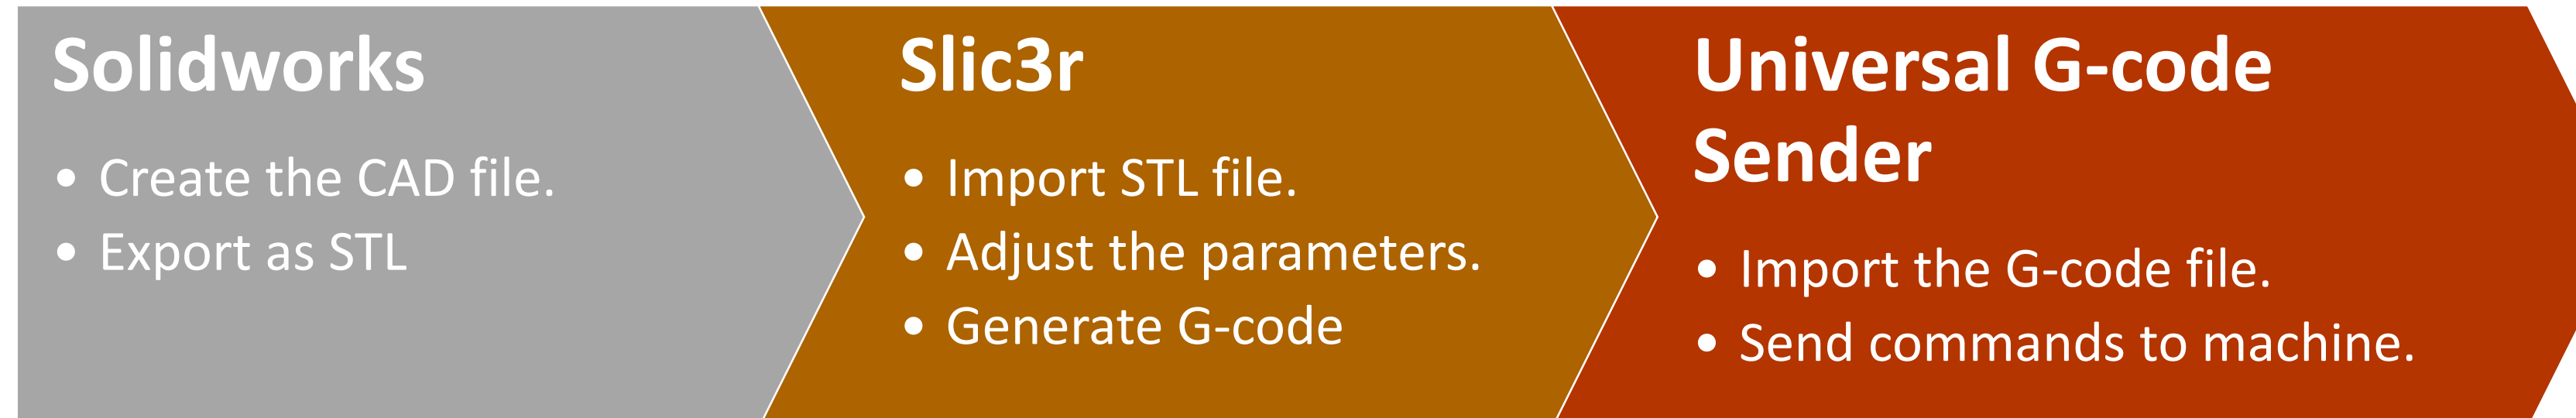 Solidworks
• Create the CAD file.
• Export as STL
Slic3r
• Import STL file.
• Adjust the parameters.
• Generate G-code
Universal G-code
Sender
• Import the G-code file.
• Send commands to machine.